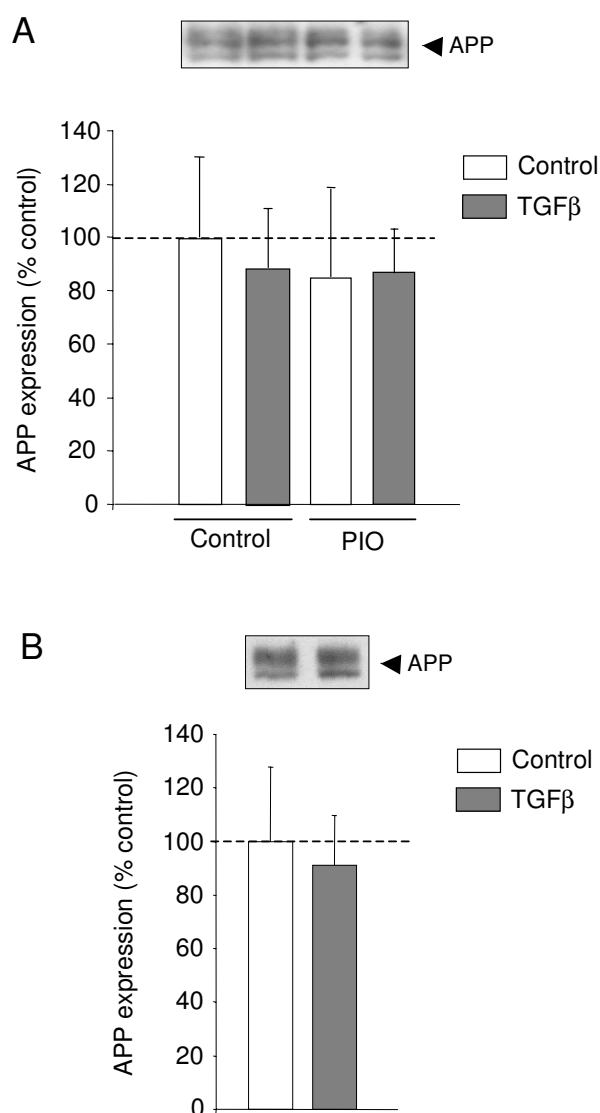 A
◄ APP
APP expression (% control)
140
120
100
80
60
40
20
0
Control
TGFβ
Control PIO
B
◄ APP
APP expression (% control)
140
120
100
80
60
40
20
0
Control
TGFβ